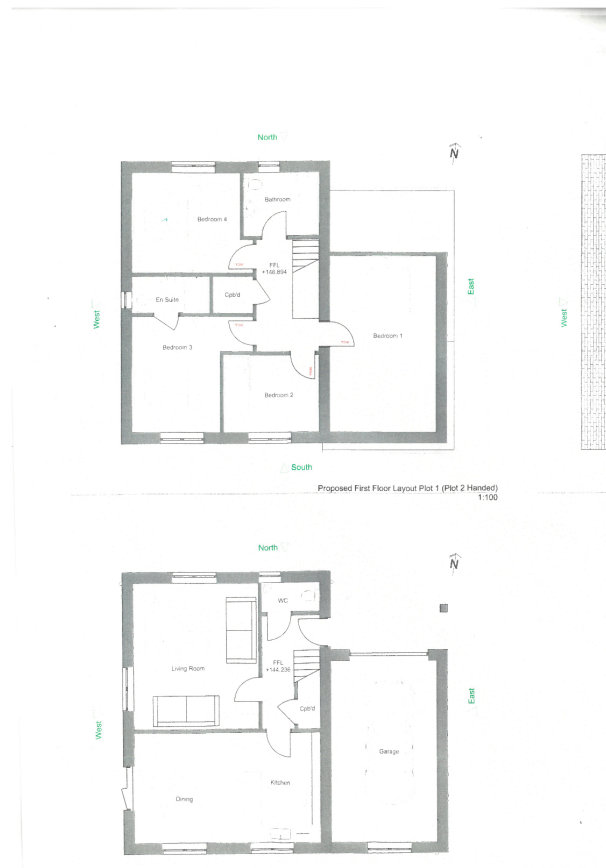 North
N
Bathroom
Bedroom 4
FFL
+146.894
En Suite
Cpt/d
West
East
West
Bedroom 3
Bedroom 1
Bedroom 2
South
Proposed First Floor Layout Plot 1 (Plot 2 Handed)
1:100
North
N
WC
Living Room
FFL
+144.236
Cpt/d
West
East
Garage
Kitchen
Dining